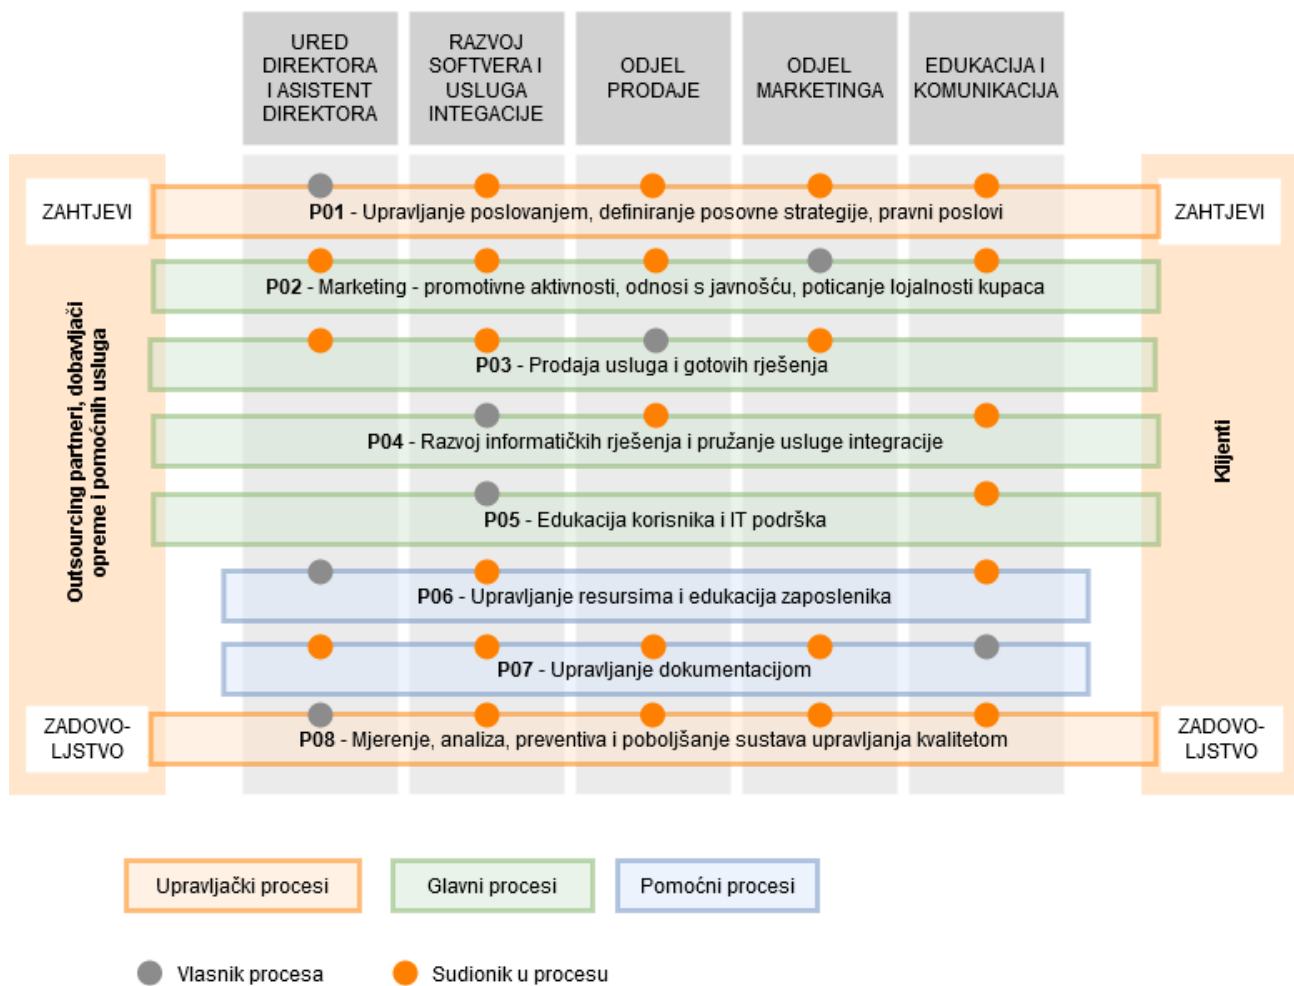 URED
DIREKTORA
I ASISTENT
DIREKTORA
RAZVOJ
SOFTVERA I
USLUGA
INTEGACIJE
ODJEL
PRODAJE
ODJEL
MARKETINGA
EDUKACIJA I
KOMUNIKACIJA
ZAHTJEVI
P01 - Upravljanje poslovanjem, definiranje posovne strategije, pravni poslovi
ZAHTJEVI
P02 - Marketing - promotivne aktivnosti, odnosi s javnošću, poticanje lojalnosti kupaca
P03 - Prodaja usluga i gotovih rješenja
Outsourcing partneri, dobavljači
opreme i pomoćnih usluga
P04 - Razvoj informatičkih rješenja i pružanje usluge integracije
Klijenti
P05 - Edukacija korisnika i IT podrška
P06 - Upravljanje resursima i edukacija zaposlenika
P07 - Upravljanje dokumentacijom
ZADOVO-
LJSTVO
P08 - Mjerenje, analiza, preventiva i poboljšanje sustava upravljanja kvalitetom
ZADOVO-
LJSTVO
Upravljački procesi
Glavni procesi
Pomoćni procesi
Vlasnik procesa
Sudionik u procesu